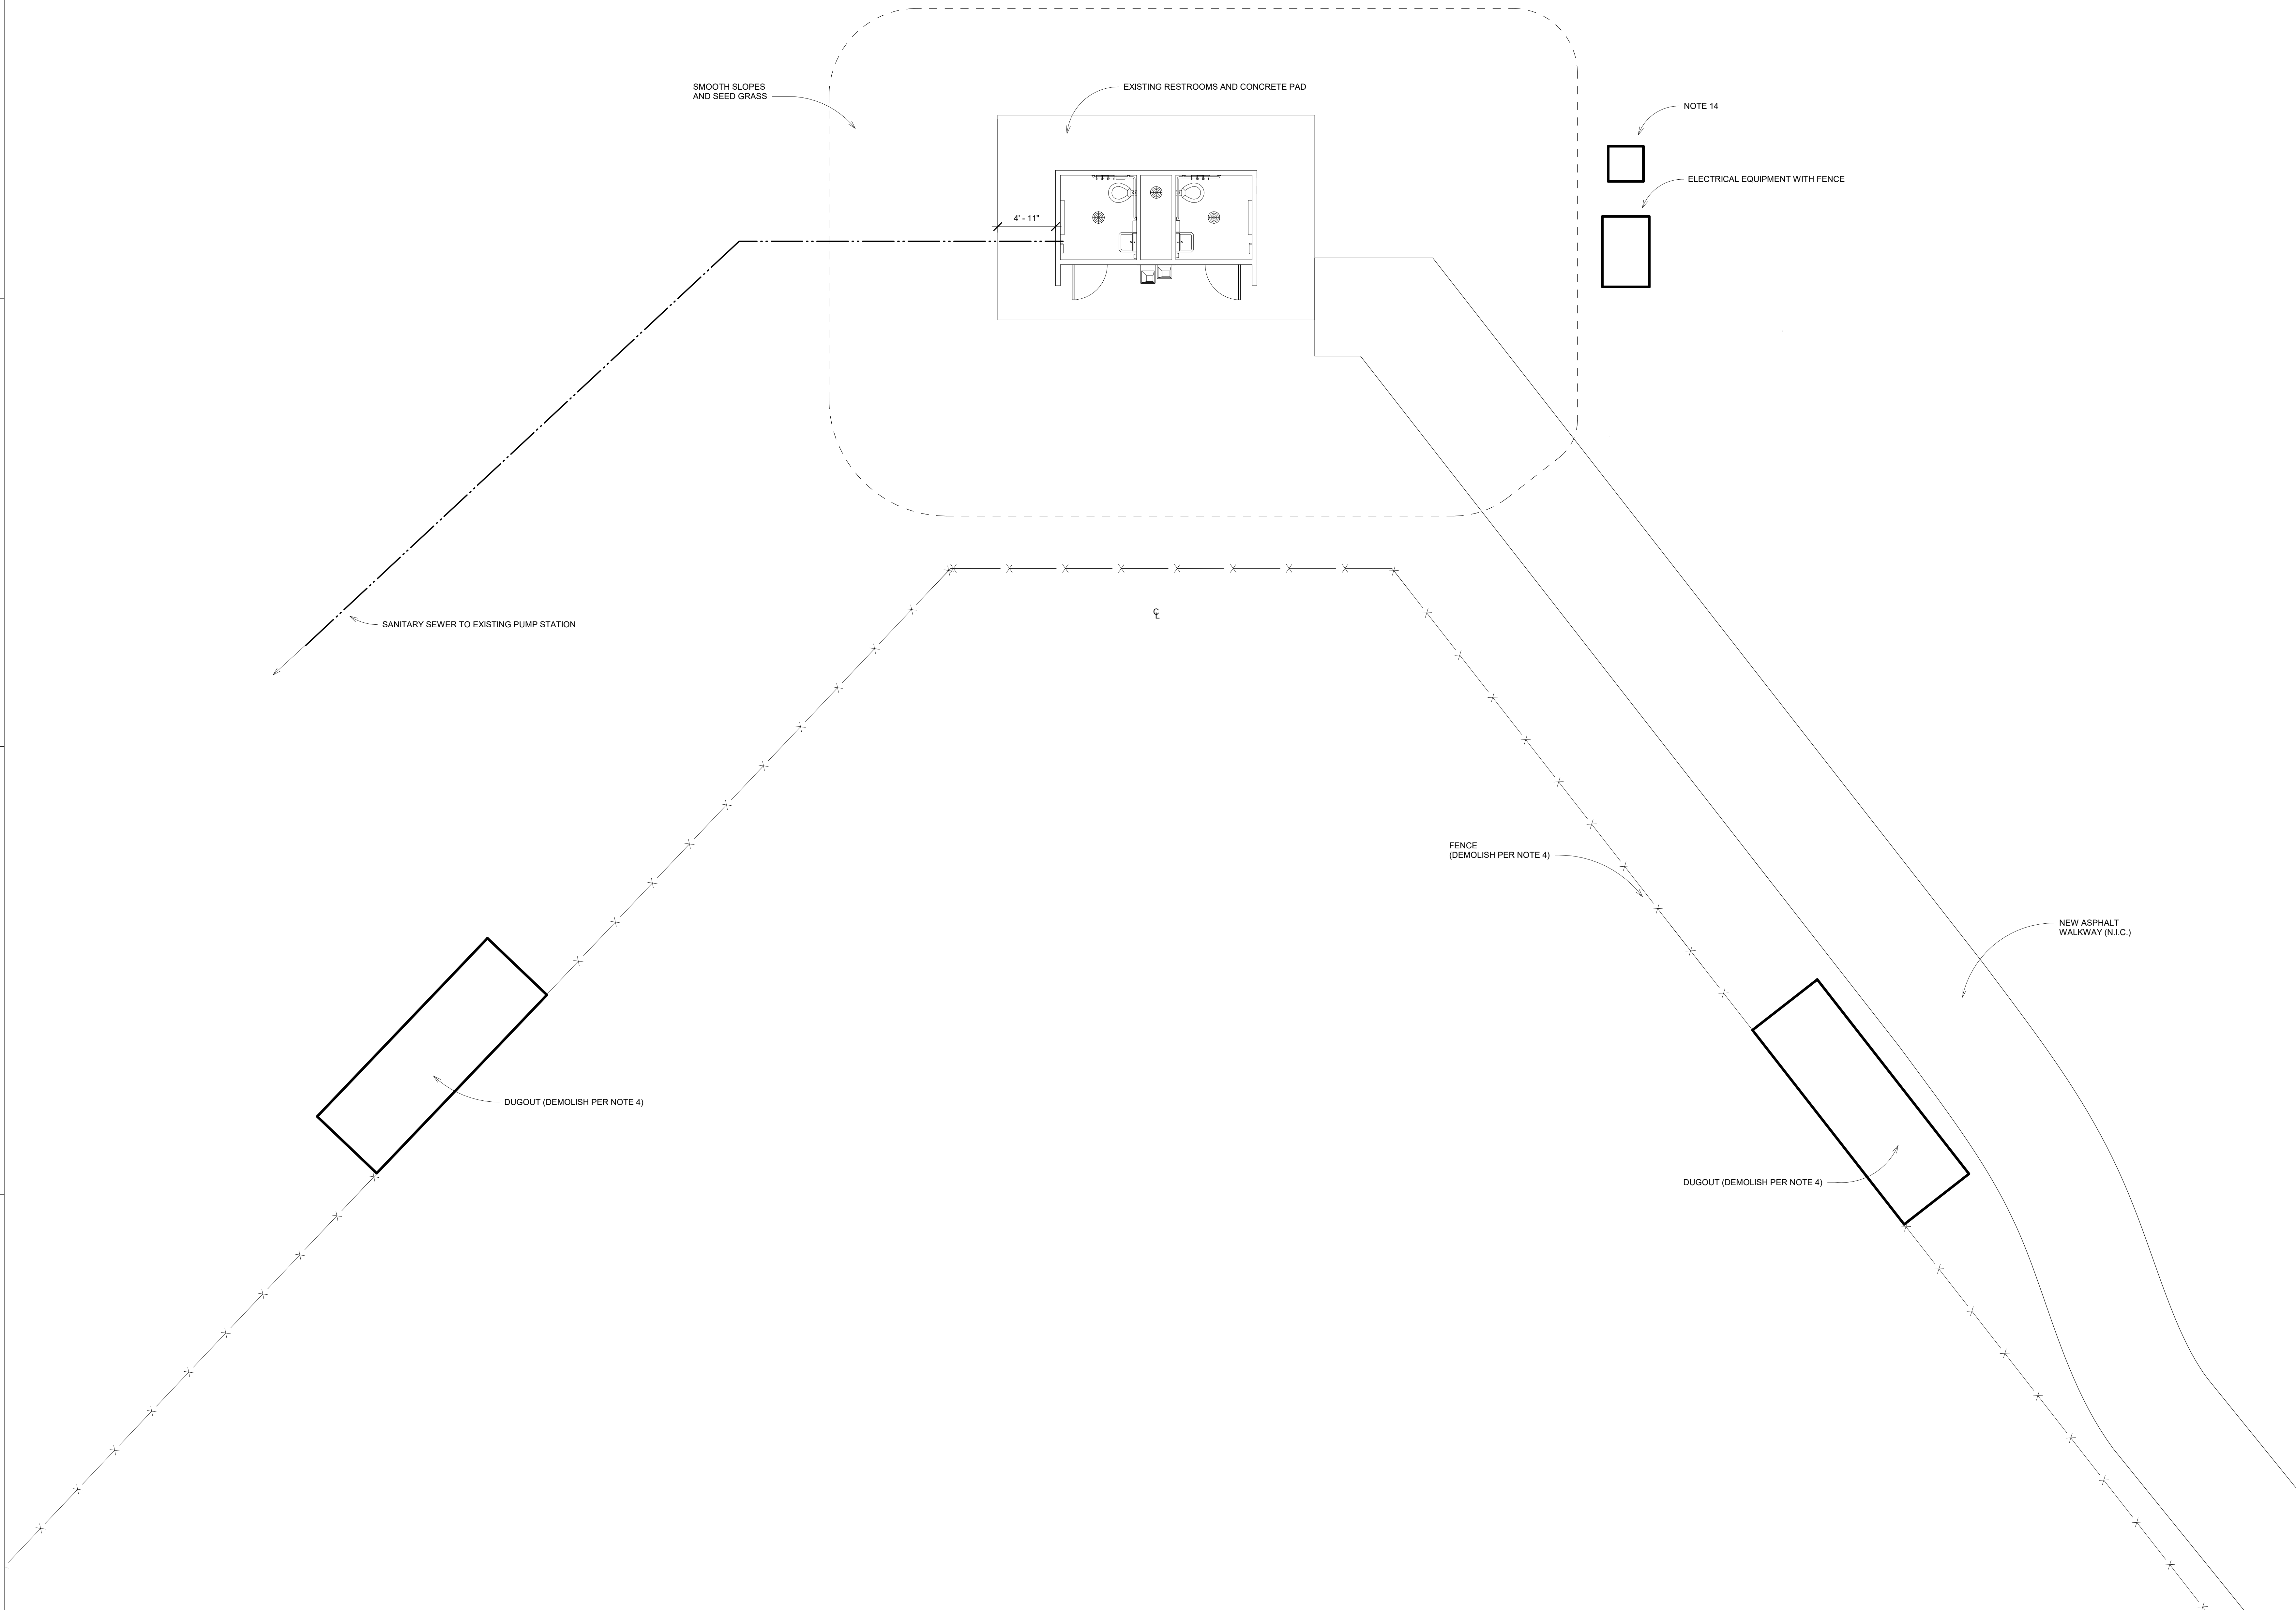 SMOOTH SLOPES
AND SEED GRASS
EXISTING RESTROOMS AND CONCRETE PAD
NOTE 14
ELECTRICAL EQUIPMENT WITH FENCE
4' - 11"
SANITARY SEWER TO EXISTING PUMP STATION
℄
FENCE
(DEMOLISH PER NOTE 4)
NEW ASPHALT
WALKWAY (N.I.C.)
DUGOUT (DEMOLISH PER NOTE 4)
DUGOUT (DEMOLISH PER NOTE 4)